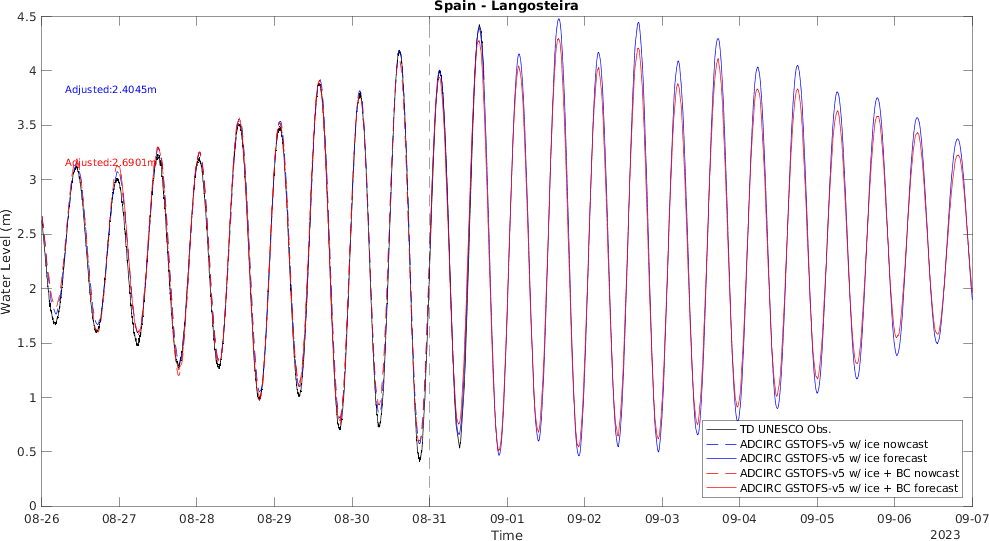 Spain - Langosteira
4.5
4
3
2.5
2
1.5
1
0.5
0
Water Level (m)
Adjusted:2.4045m
Adjusted:2.6901m
TD UNESCO Obs.
ADCIRC GSTOFS-v5 w/ ice nowcast
ADCIRC GSTOFS-v5 w/ ice forecast
ADCIRC GSTOFS-v5 w/ ice + BC nowcast
ADCIRC GSTOFS-v5 w/ ice + BC forecast
08-26 08-27 08-28 08-29 08-30 08-31 09-01 09-02 09-03 09-04 09-05 09-06 09-07
Time
2023